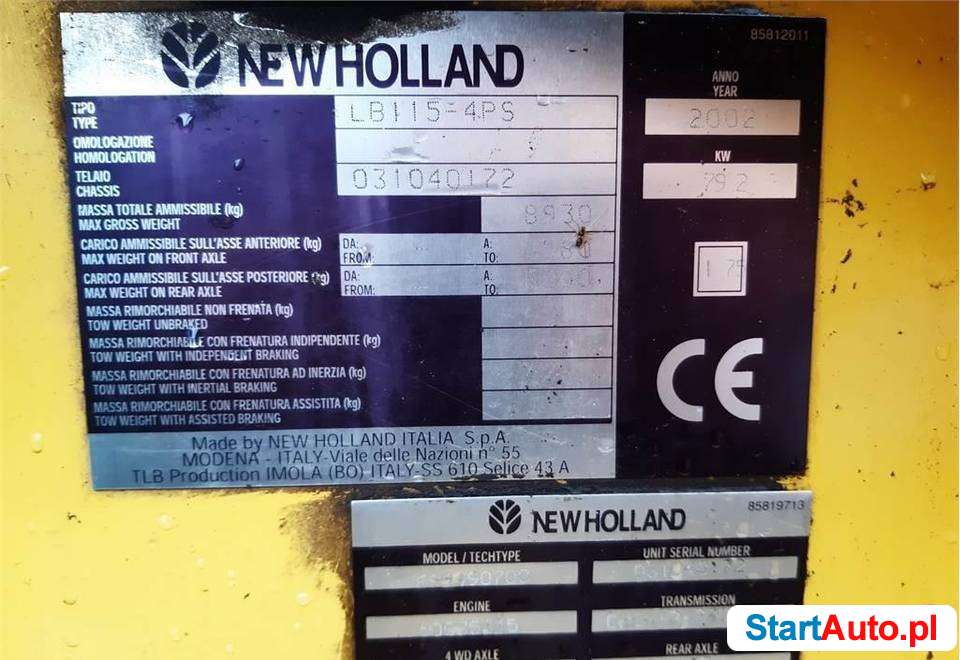 NEW HOLLAND
85812011
TIPO
TYPE
LB115-4PS
ANNO
YEAR
2002
OMOLOGAZIONE
HOMOLOGATION
KW
79 2
TELAIO
CHASSIS
031040172
MASSA TOTALE AMMISSIBILE (kg)
MAX GROSS WEIGHT
8930
CARICO AMMISSIBILE SULL'ASSE ANTERIORE (kg)
MAX WEIGHT ON FRONT AXLE
DA:
FROM:
A:
TO:
CARICO AMMISSIBILE SULL'ASSE POSTERIORE (kg)
MAX WEIGHT ON REAR AXLE
DA:
FROM:
A:
TO:
MASSA RIMORCHIABILE NON FRENATA (kg)
TOW WEIGHT UNBRAKED
MASSA RIMORCHIABILE CON FRENATURA INDIPENDENTE (kg)
TOW WEIGHT WITH INDEPENDENT BRAKING
MASSA RIMORCHIABILE CON FRENATURA AD INERZIA (kg)
TOW WEIGHT WITH INERTIAL BRAKING
MASSA RIMORCHIABILE CON FRENATURA ASSISTITA (kg)
TOW WEIGHT WITH ASSISTED BRAKING
CE
Made by NEW HOLLAND ITALIA S.p.A.
MODENA - ITALY-Viale delle Nazioni n° 55
TLB Production IMOLA (BO) ITALY-SS 610 Selice 43 A
NEW HOLLAND
85819713
MODEL / TECHTYPE
UNIT SERIAL NUMBER
ENGINE
TRANSMISSION
4 WD AXLE
REAR AXLE
StartAuto.pl